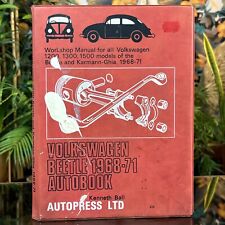 Workshop Manual for all Volkswagen
1200, 1300, 1500 models of the
Beetle and Karmann-Ghia, 1968-71
VOLKSWAGEN
BEETLE 1968-71
AUTOBOOK
Kenneth Ball
AUTOPRESS LTD